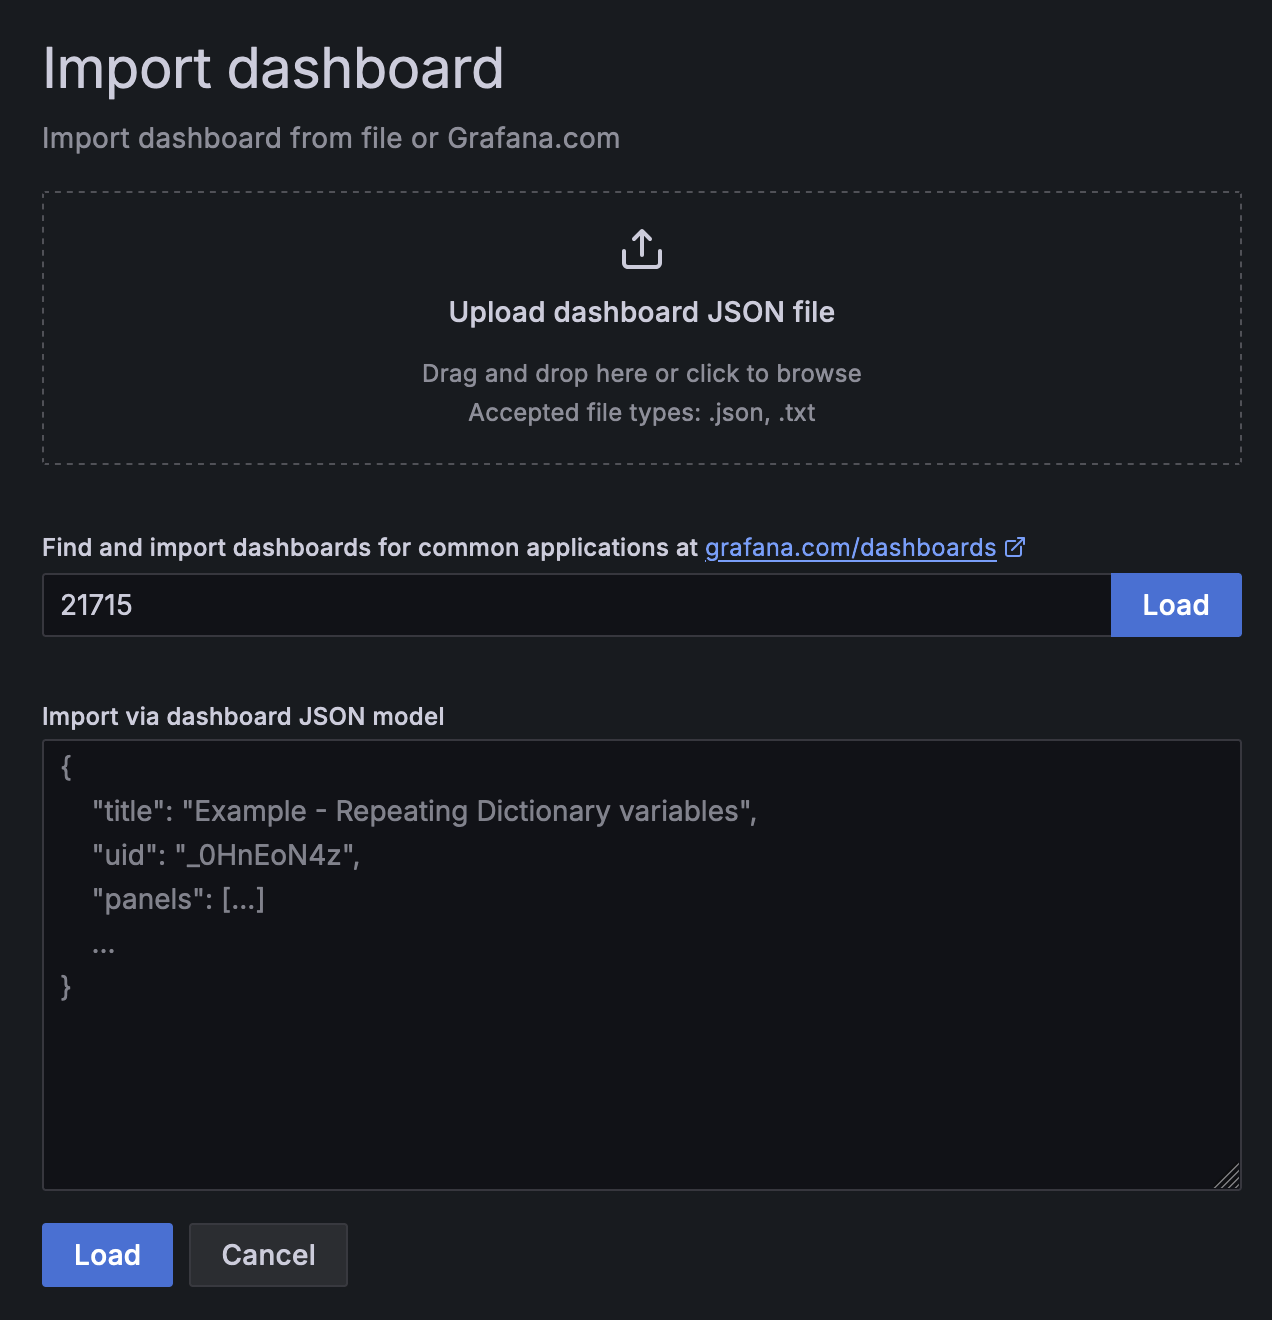 Import dashboard
Import dashboard from file or Grafana.com
Upload dashboard JSON file
Drag and drop here or click to browse
Accepted file types: .json, .txt
Find and import dashboards for common applications at grafana.com/dashboards
21715
Load
Import via dashboard JSON model
{
    "title": "Example - Repeating Dictionary variables",
    "uid": "_0HnEoN4z",
    "panels": [...]
    ...
}
Load
Cancel